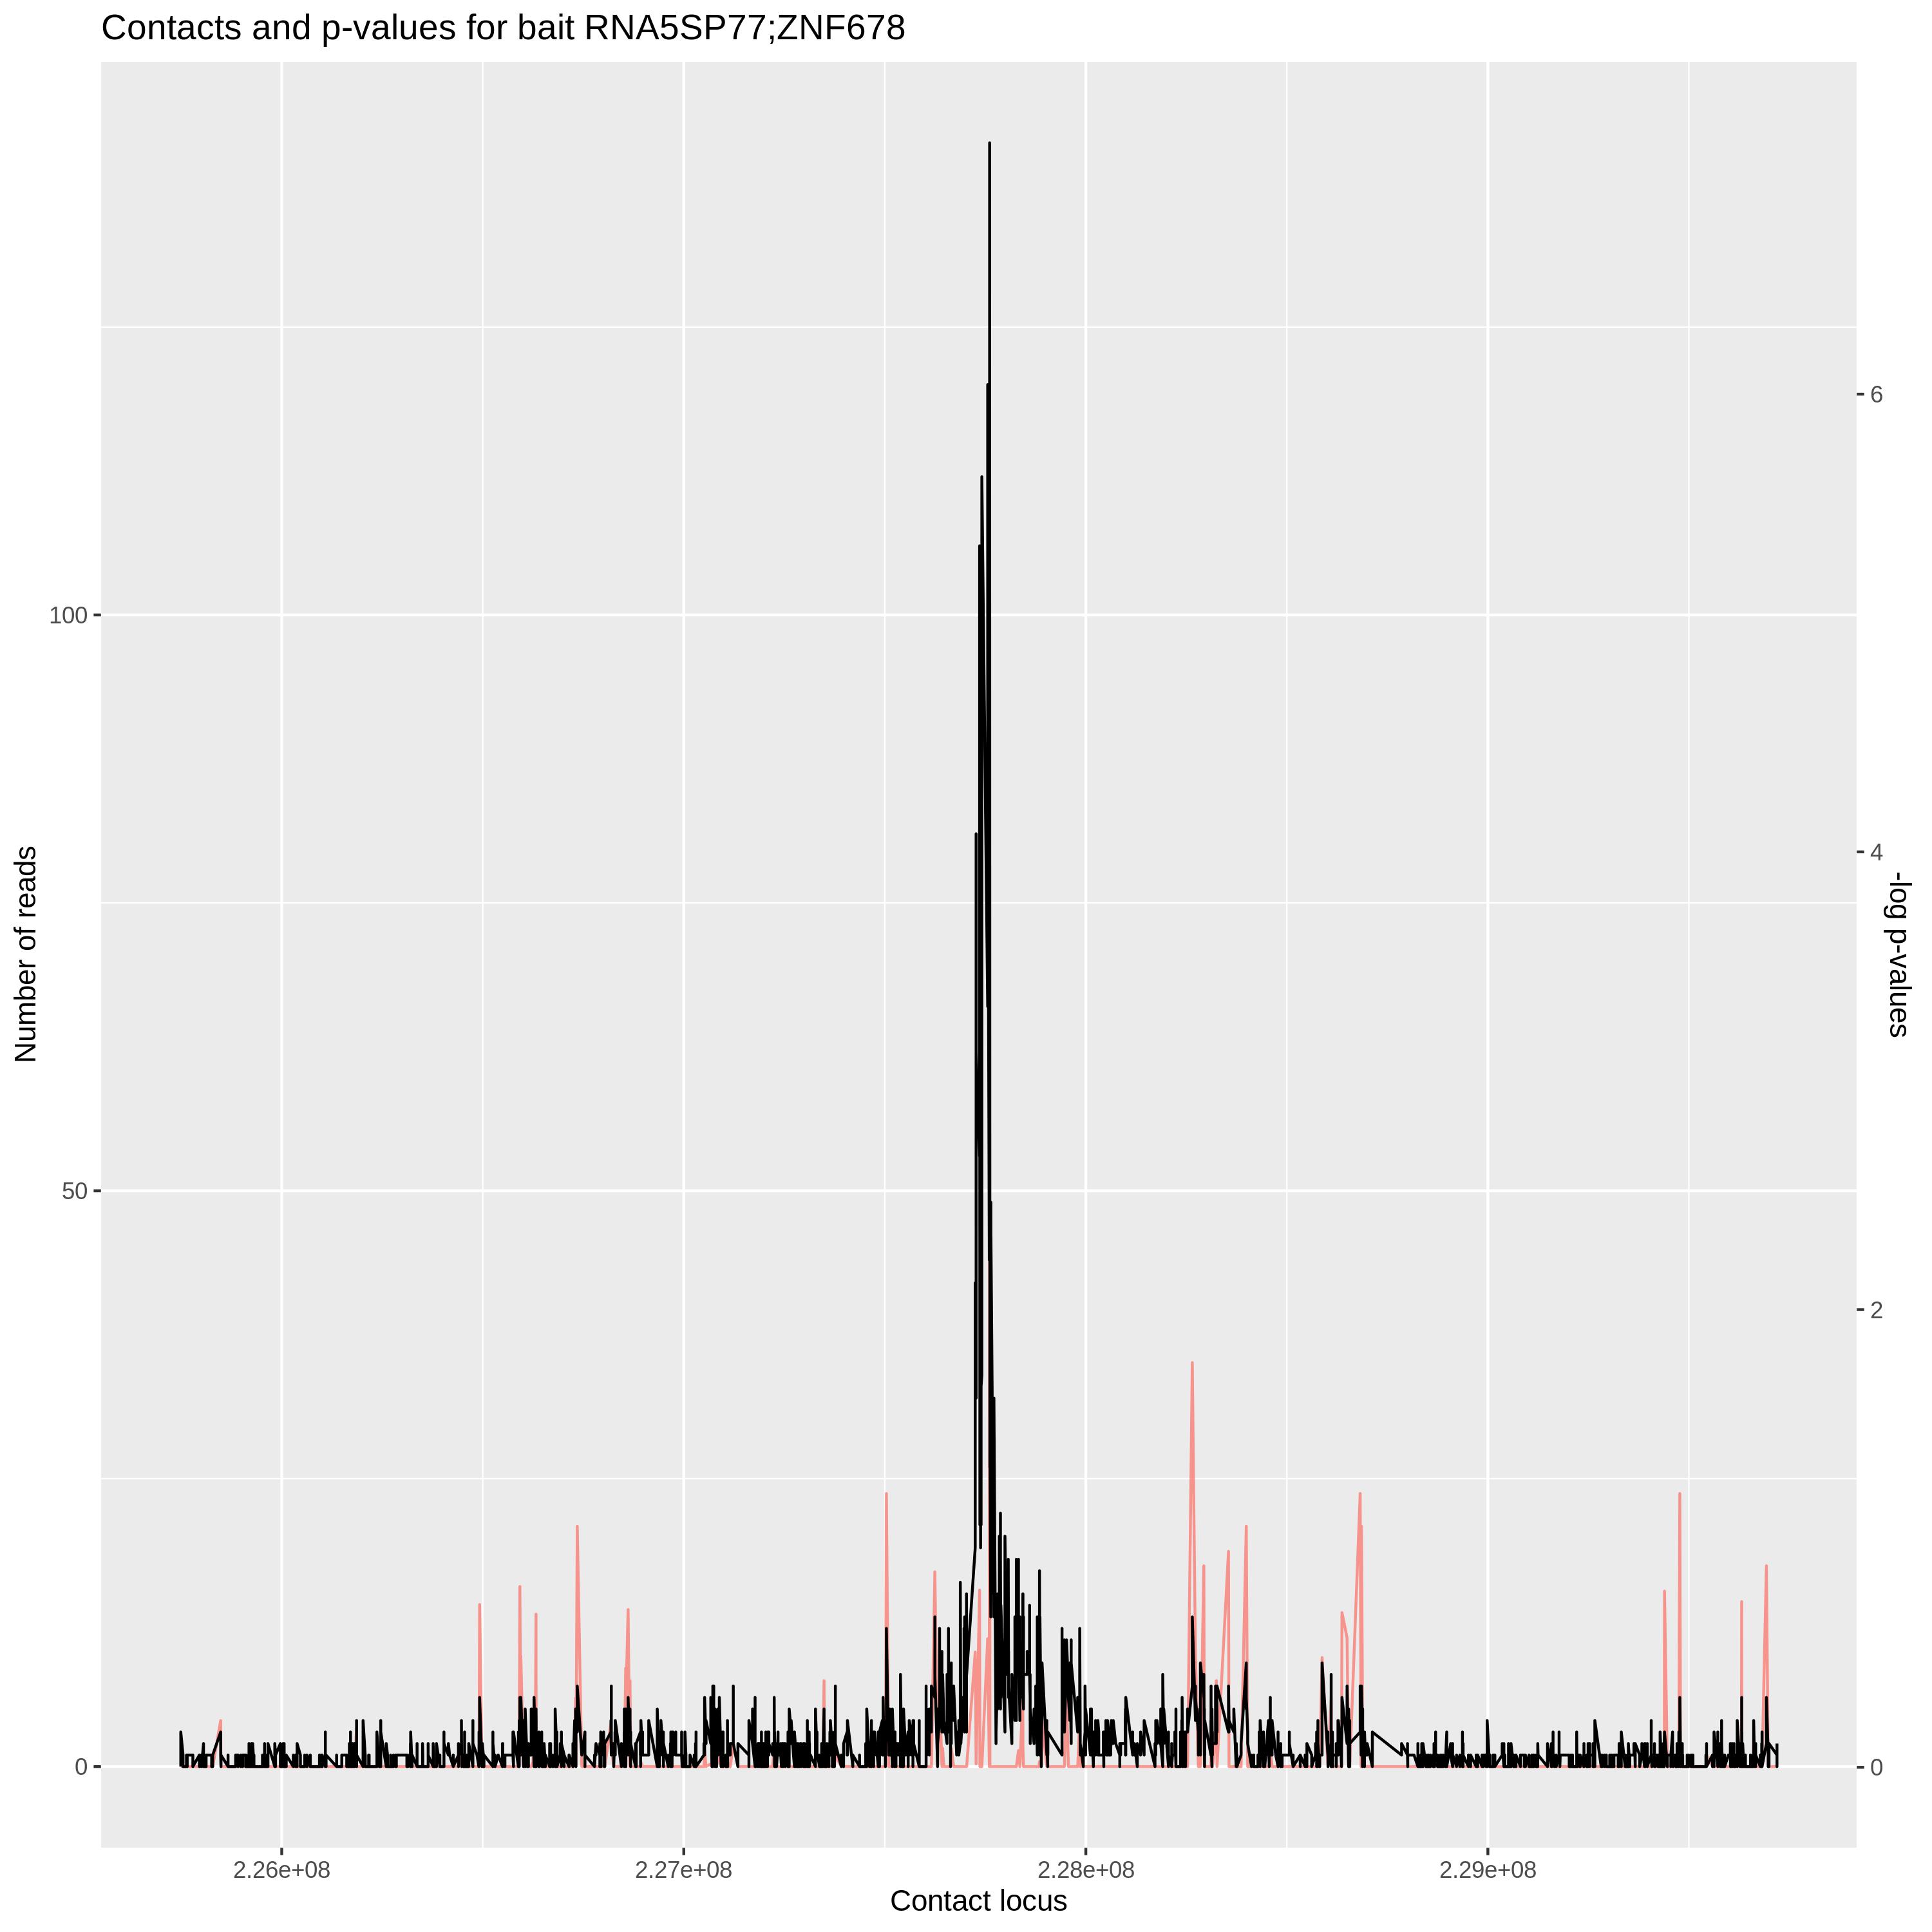 Contacts and p-values for bait RNA5SP77;ZNF678
Number of reads
100
50
0
6
4
2
0
-log p-values
2.26e+08
2.27e+08
2.28e+08
2.29e+08
Contact locus